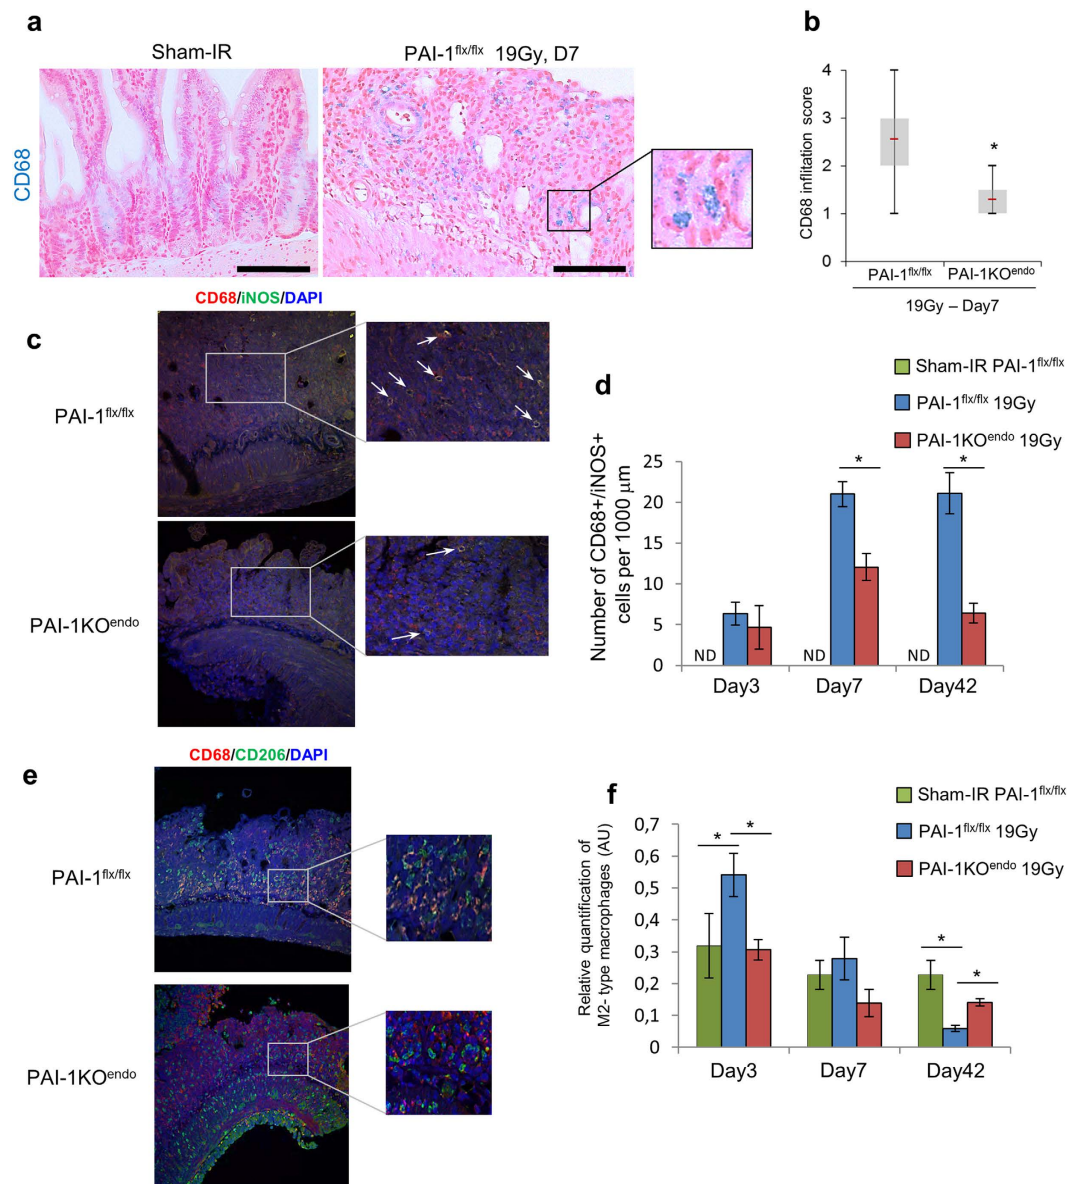 a
Sham-IR
PAI-1flx/flx 19Gy, D7
CD68
b
CD68 inflitation score
4
3
2
1
0
*
PAI-1flx/flx
PAI-1KOendo
19Gy – Day7
c
CD68/iNOS/DAPI
PAI-1flx/flx
PAI-1KOendo
d
Sham-IR PAI-1flx/flx
PAI-1flx/flx 19Gy
PAI-1KOendo 19Gy
Number of CD68+/iNOS+
cells per 1000 µm
25
20
15
10
5
0
* *
ND ND ND
Day3 Day7 Day42
e
CD68/CD206/DAPI
PAI-1flx/flx
PAI-1KOendo
f
Sham-IR PAI-1flx/flx
PAI-1flx/flx 19Gy
PAI-1KOendo 19Gy
Relative quantification of
M2- type macrophages (AU)
0,7
0,6
0,5
0,4
0,3
0,2
0,1
0
* * * *
Day3 Day7 Day42